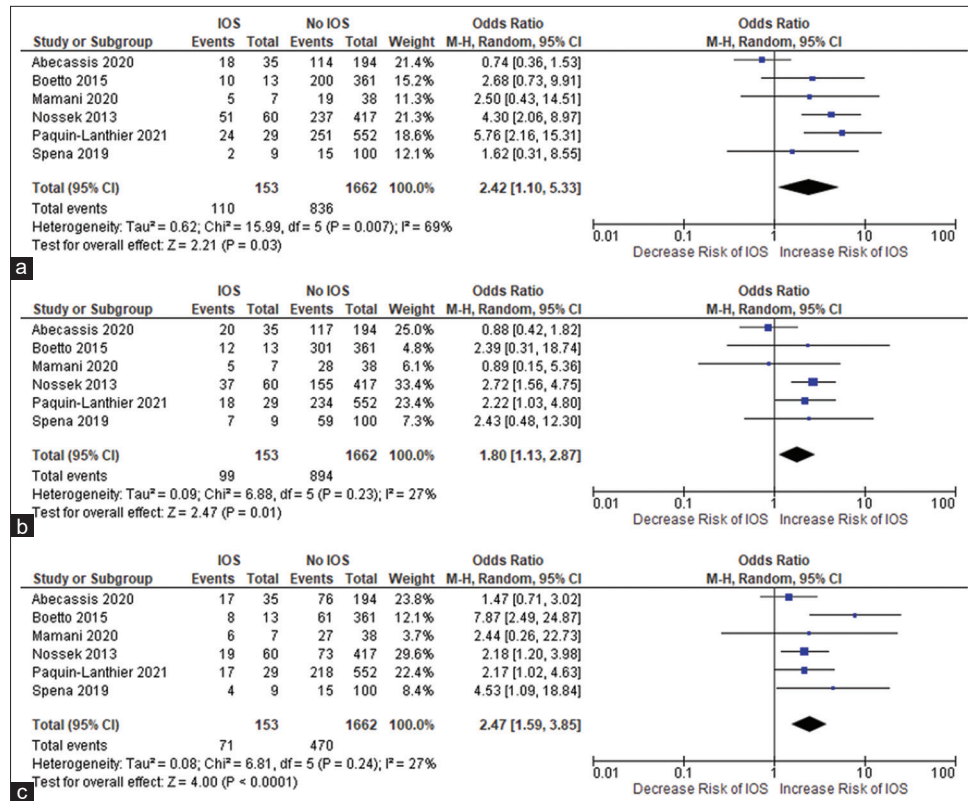 IOS No IOS Odds Ratio Odds Ratio
Study or Subgroup Events Total Events Total Weight M-H, Random, 95% CI M-H, Random, 95% CI
Abecassis 2020 18 35 114 194 21.4% 0.74 [0.36, 1.53]
Boetto 2015 10 13 200 361 15.2% 2.68 [0.73, 9.91]
Mamani 2020 5 7 19 38 11.3% 2.50 [0.43, 14.51]
Nossek 2013 51 60 237 417 21.3% 4.30 [2.06, 8.97]
Paquin-Lanthier 2021 24 29 251 552 18.6% 5.76 [2.16, 15.31]
Spena 2019 2 9 15 100 12.1% 1.62 [0.31, 8.55]
Total (95% CI) 153 1662 100.0% 2.42 [1.10, 5.33]
Total events 110 836
Heterogeneity: Tau² = 0.62; Chi² = 15.99, df = 5 (P = 0.007); I² = 69%
Test for overall effect: Z = 2.21 (P = 0.03)
0.01 0.1 1 10 100
Decrease Risk of IOS Increase Risk of IOS
a
IOS No IOS Odds Ratio Odds Ratio
Study or Subgroup Events Total Events Total Weight M-H, Random, 95% CI M-H, Random, 95% CI
Abecassis 2020 20 35 117 194 25.0% 0.88 [0.42, 1.82]
Boetto 2015 12 13 301 361 4.8% 2.39 [0.31, 18.74]
Mamani 2020 5 7 28 38 6.1% 0.89 [0.15, 5.36]
Nossek 2013 37 60 155 417 33.4% 2.72 [1.56, 4.75]
Paquin-Lanthier 2021 18 29 234 552 23.4% 2.22 [1.03, 4.80]
Spena 2019 7 9 59 100 7.3% 2.43 [0.48, 12.30]
Total (95% CI) 153 1662 100.0% 1.80 [1.13, 2.87]
Total events 99 894
Heterogeneity: Tau² = 0.09; Chi² = 6.88, df = 5 (P = 0.23); I² = 27%
Test for overall effect: Z = 2.47 (P = 0.01)
0.01 0.1 1 10 100
Decrease Risk of IOS Increase Risk of IOS
b
IOS No IOS Odds Ratio Odds Ratio
Study or Subgroup Events Total Events Total Weight M-H, Random, 95% CI M-H, Random, 95% CI
Abecassis 2020 17 35 76 194 23.8% 1.47 [0.71, 3.02]
Boetto 2015 8 13 61 361 12.1% 7.87 [2.49, 24.87]
Mamani 2020 6 7 27 38 3.7% 2.44 [0.26, 22.73]
Nossek 2013 19 60 73 417 29.6% 2.18 [1.20, 3.98]
Paquin-Lanthier 2021 17 29 218 552 22.4% 2.17 [1.02, 4.63]
Spena 2019 4 9 15 100 8.4% 4.53 [1.09, 18.84]
Total (95% CI) 153 1662 100.0% 2.47 [1.59, 3.85]
Total events 71 470
Heterogeneity: Tau² = 0.08; Chi² = 6.81, df = 5 (P = 0.24); I² = 27%
Test for overall effect: Z = 4.00 (P < 0.0001)
0.01 0.1 1 10 100
Decrease Risk of IOS Increase Risk of IOS
c